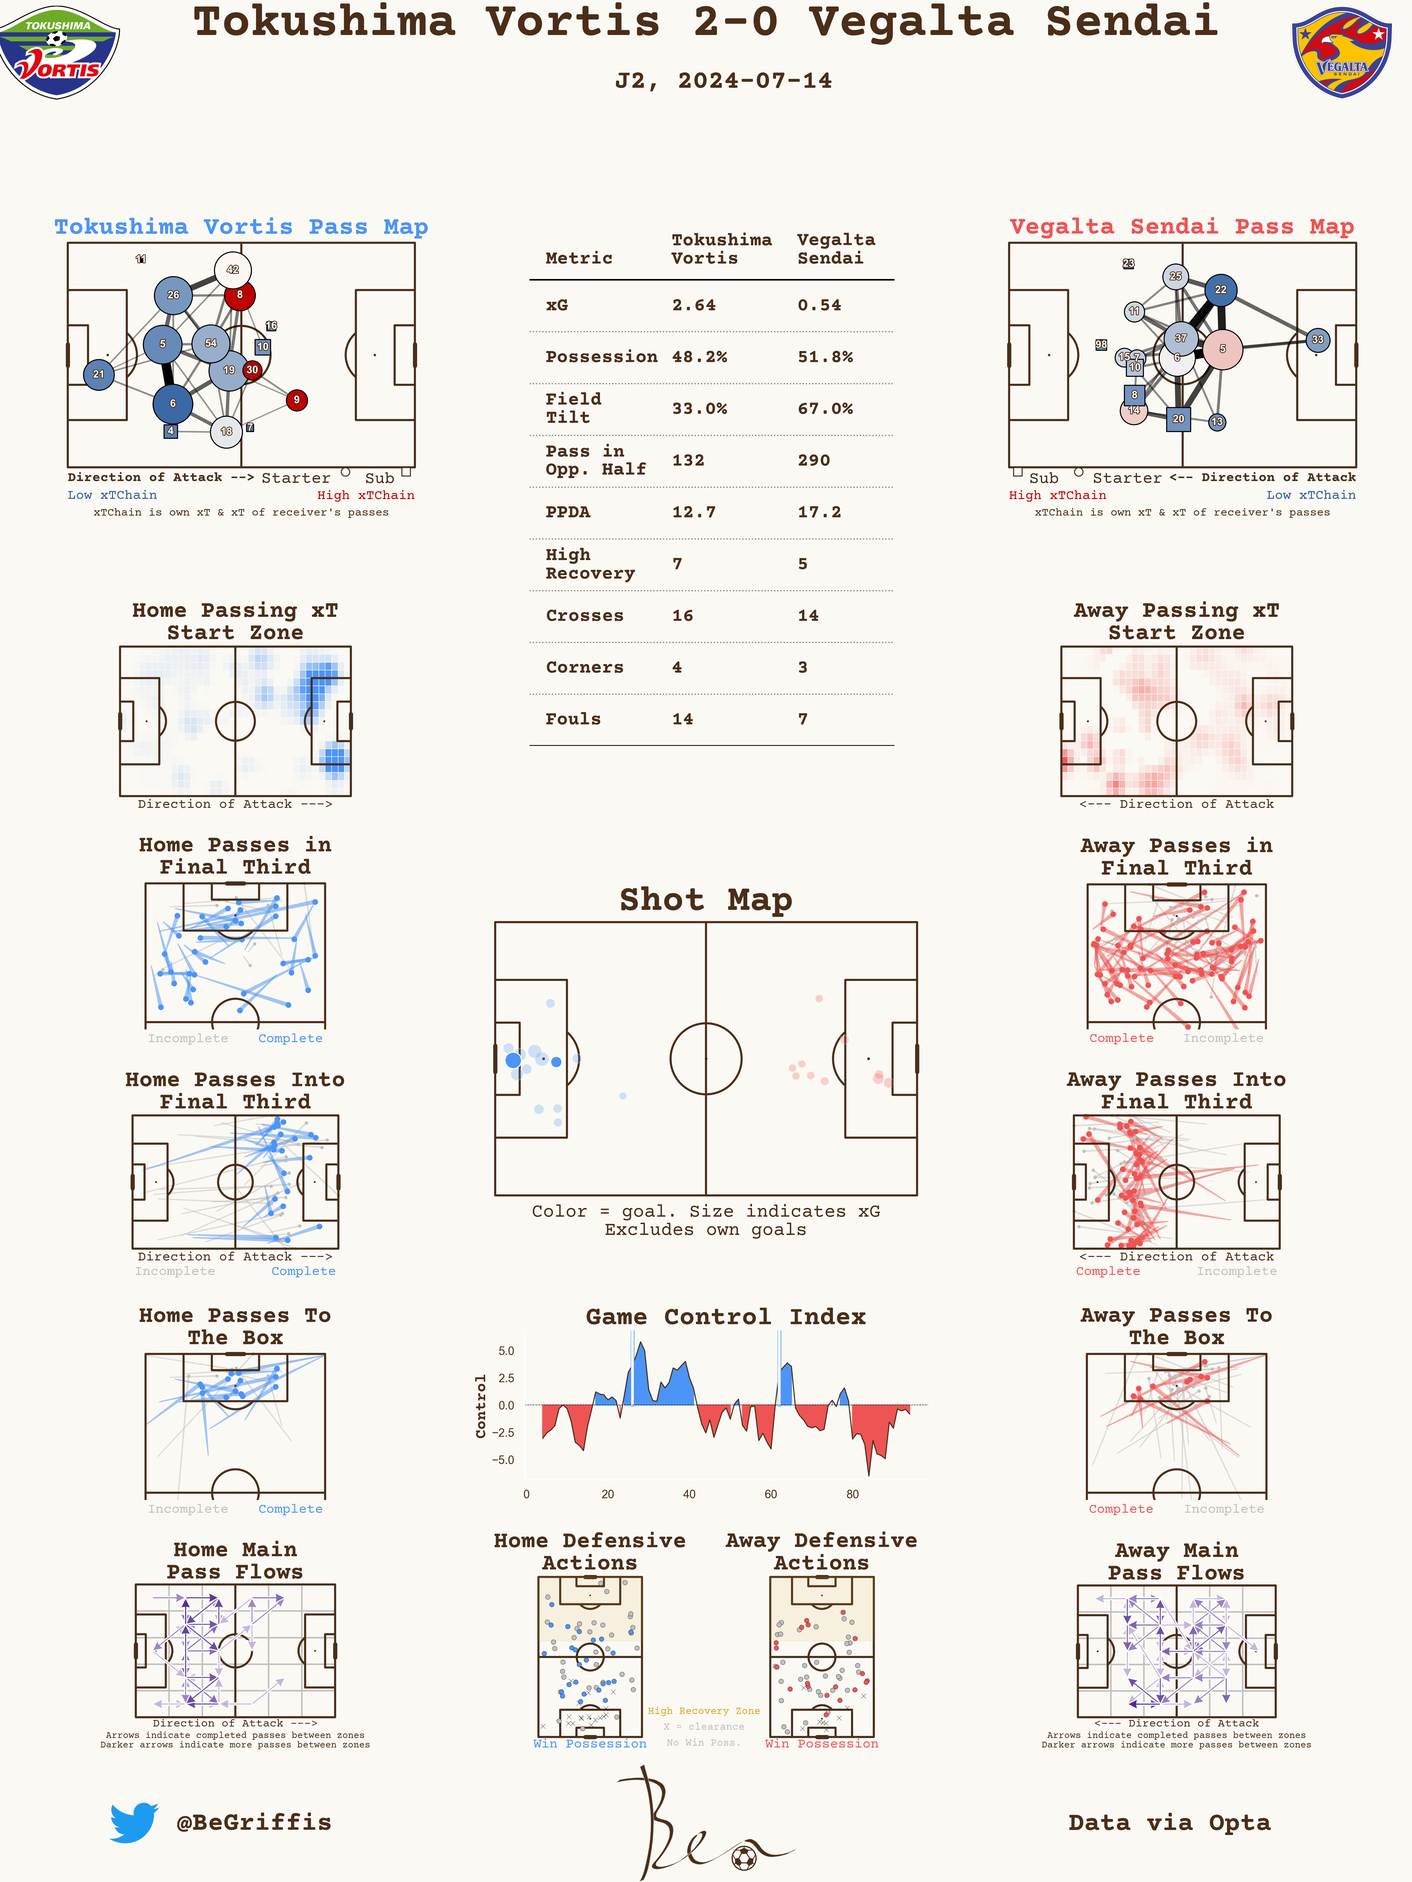 Tokushima Vortis 2-0 Vegalta Sendai
J2, 2024-07-14
TOKUSHIMA
VORTIS
VEGALTA
SENDAI
Tokushima Vortis Pass Map
11
42
26
8
16
5
54
10
21
19
30
6
9
4
18
7
Direction of Attack --> Starter Sub
Low xTChain High xTChain
xTChain is own xT & xT of receiver's passes
Metric Tokushima Vortis Vegalta Sendai
xG 2.64 0.54
Possession 48.2% 51.8%
Field Tilt 33.0% 67.0%
Pass in Opp. Half 132 290
PPDA 12.7 17.2
High Recovery 7 5
Crosses 16 14
Corners 4 3
Fouls 14 7
Vegalta Sendai Pass Map
23
25
22
11
37
33
98
5
15
7
6
10
8
14
20
13
Sub Starter <-- Direction of Attack
High xTChain Low xTChain
xTChain is own xT & xT of receiver's passes
Home Passing xT
Start Zone
Direction of Attack --->
Away Passing xT
Start Zone
<--- Direction of Attack
Home Passes in
Final Third
Incomplete Complete
Away Passes in
Final Third
Complete Incomplete
Shot Map
Color = goal. Size indicates xG
Excludes own goals
Home Passes Into
Final Third
Direction of Attack --->
Incomplete Complete
Away Passes Into
Final Third
<--- Direction of Attack
Complete Incomplete
Home Passes To
The Box
Incomplete Complete
Game Control Index
Control
5.0
2.5
0.0
−2.5
−5.0
0 20 40 60 80
Away Passes To
The Box
Complete Incomplete
Home Main
Pass Flows
Direction of Attack --->
Arrows indicate completed passes between zones
Darker arrows indicate more passes between zones
Home Defensive
Actions
Win Possession
High Recovery Zone
X = clearance
No Win Poss.
Away Defensive
Actions
Win Possession
Away Main
Pass Flows
<--- Direction of Attack
Arrows indicate completed passes between zones
Darker arrows indicate more passes between zones
@BeGriffis
Ben
Data via Opta